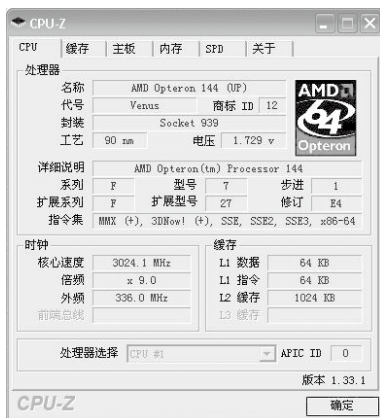 CPU-Z
CPU 缓存 主板 内存 SPD 关于
处理器
名称 AMD Opteron 144 (UP)
代号 Venus 商标 ID 12
封装 Socket 939
工艺 90 nm 电压 1.729 v
AMD
64
Opteron
详细说明 AMD Opteron(tm) Processor 144
系列 F 型号 7 步进 1
扩展系列 F 扩展型号 27 修订 E4
指令集 MMX (+), 3DNow! (+), SSE, SSE2, SSE3, x86-64
时钟
核心速度 3024.1 MHz
倍频 x 9.0
外频 336.0 MHz
前端总线
缓存
L1 数据 64 KB
L1 指令 64 KB
L2 缓存 1024 KB
L3 缓存
处理器选择 CPU #1 APIC ID 0
版本 1.33.1
CPU-Z 确定